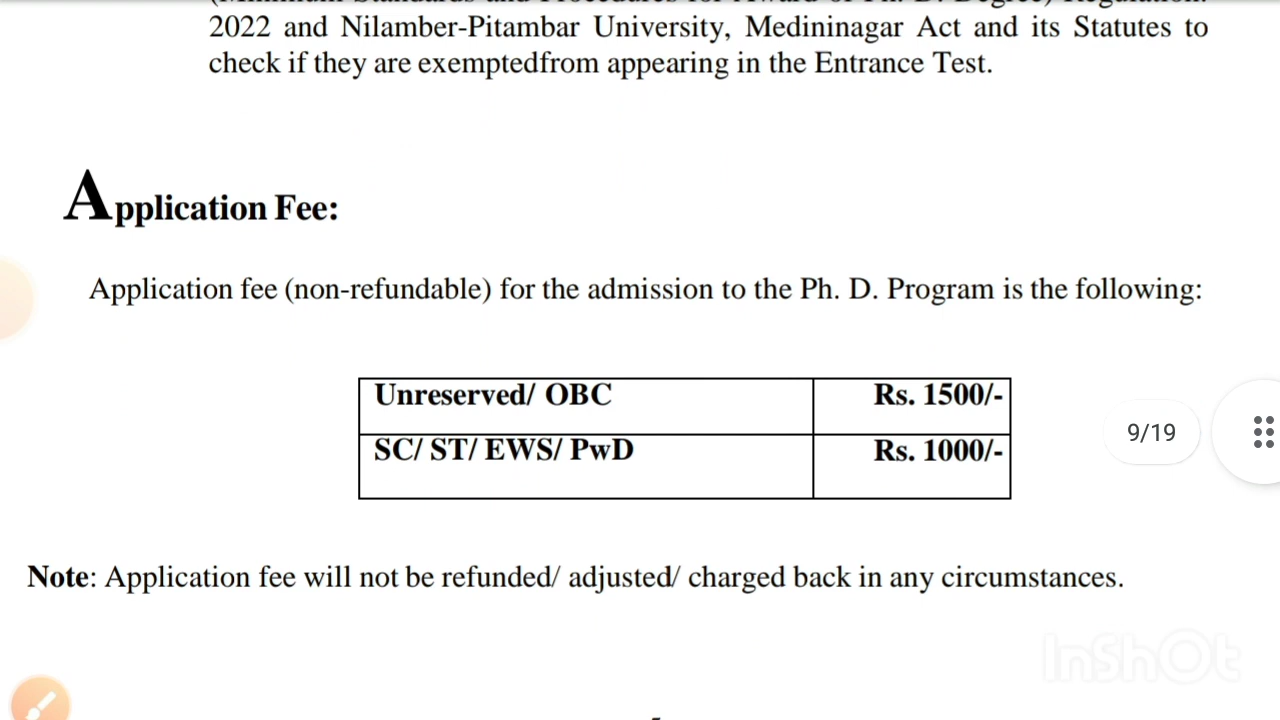 2022 and Nilamber-Pitambar University, Medininagar Act and its Statutes to
check if they are exemptedfrom appearing in the Entrance Test.
Application Fee:
Application fee (non-refundable) for the admission to the Ph. D. Program is the following:
Unreserved/ OBC Rs. 1500/-
SC/ ST/ EWS/ PwD Rs. 1000/-
9/19
Note: Application fee will not be refunded/ adjusted/ charged back in any circumstances.
InShOt